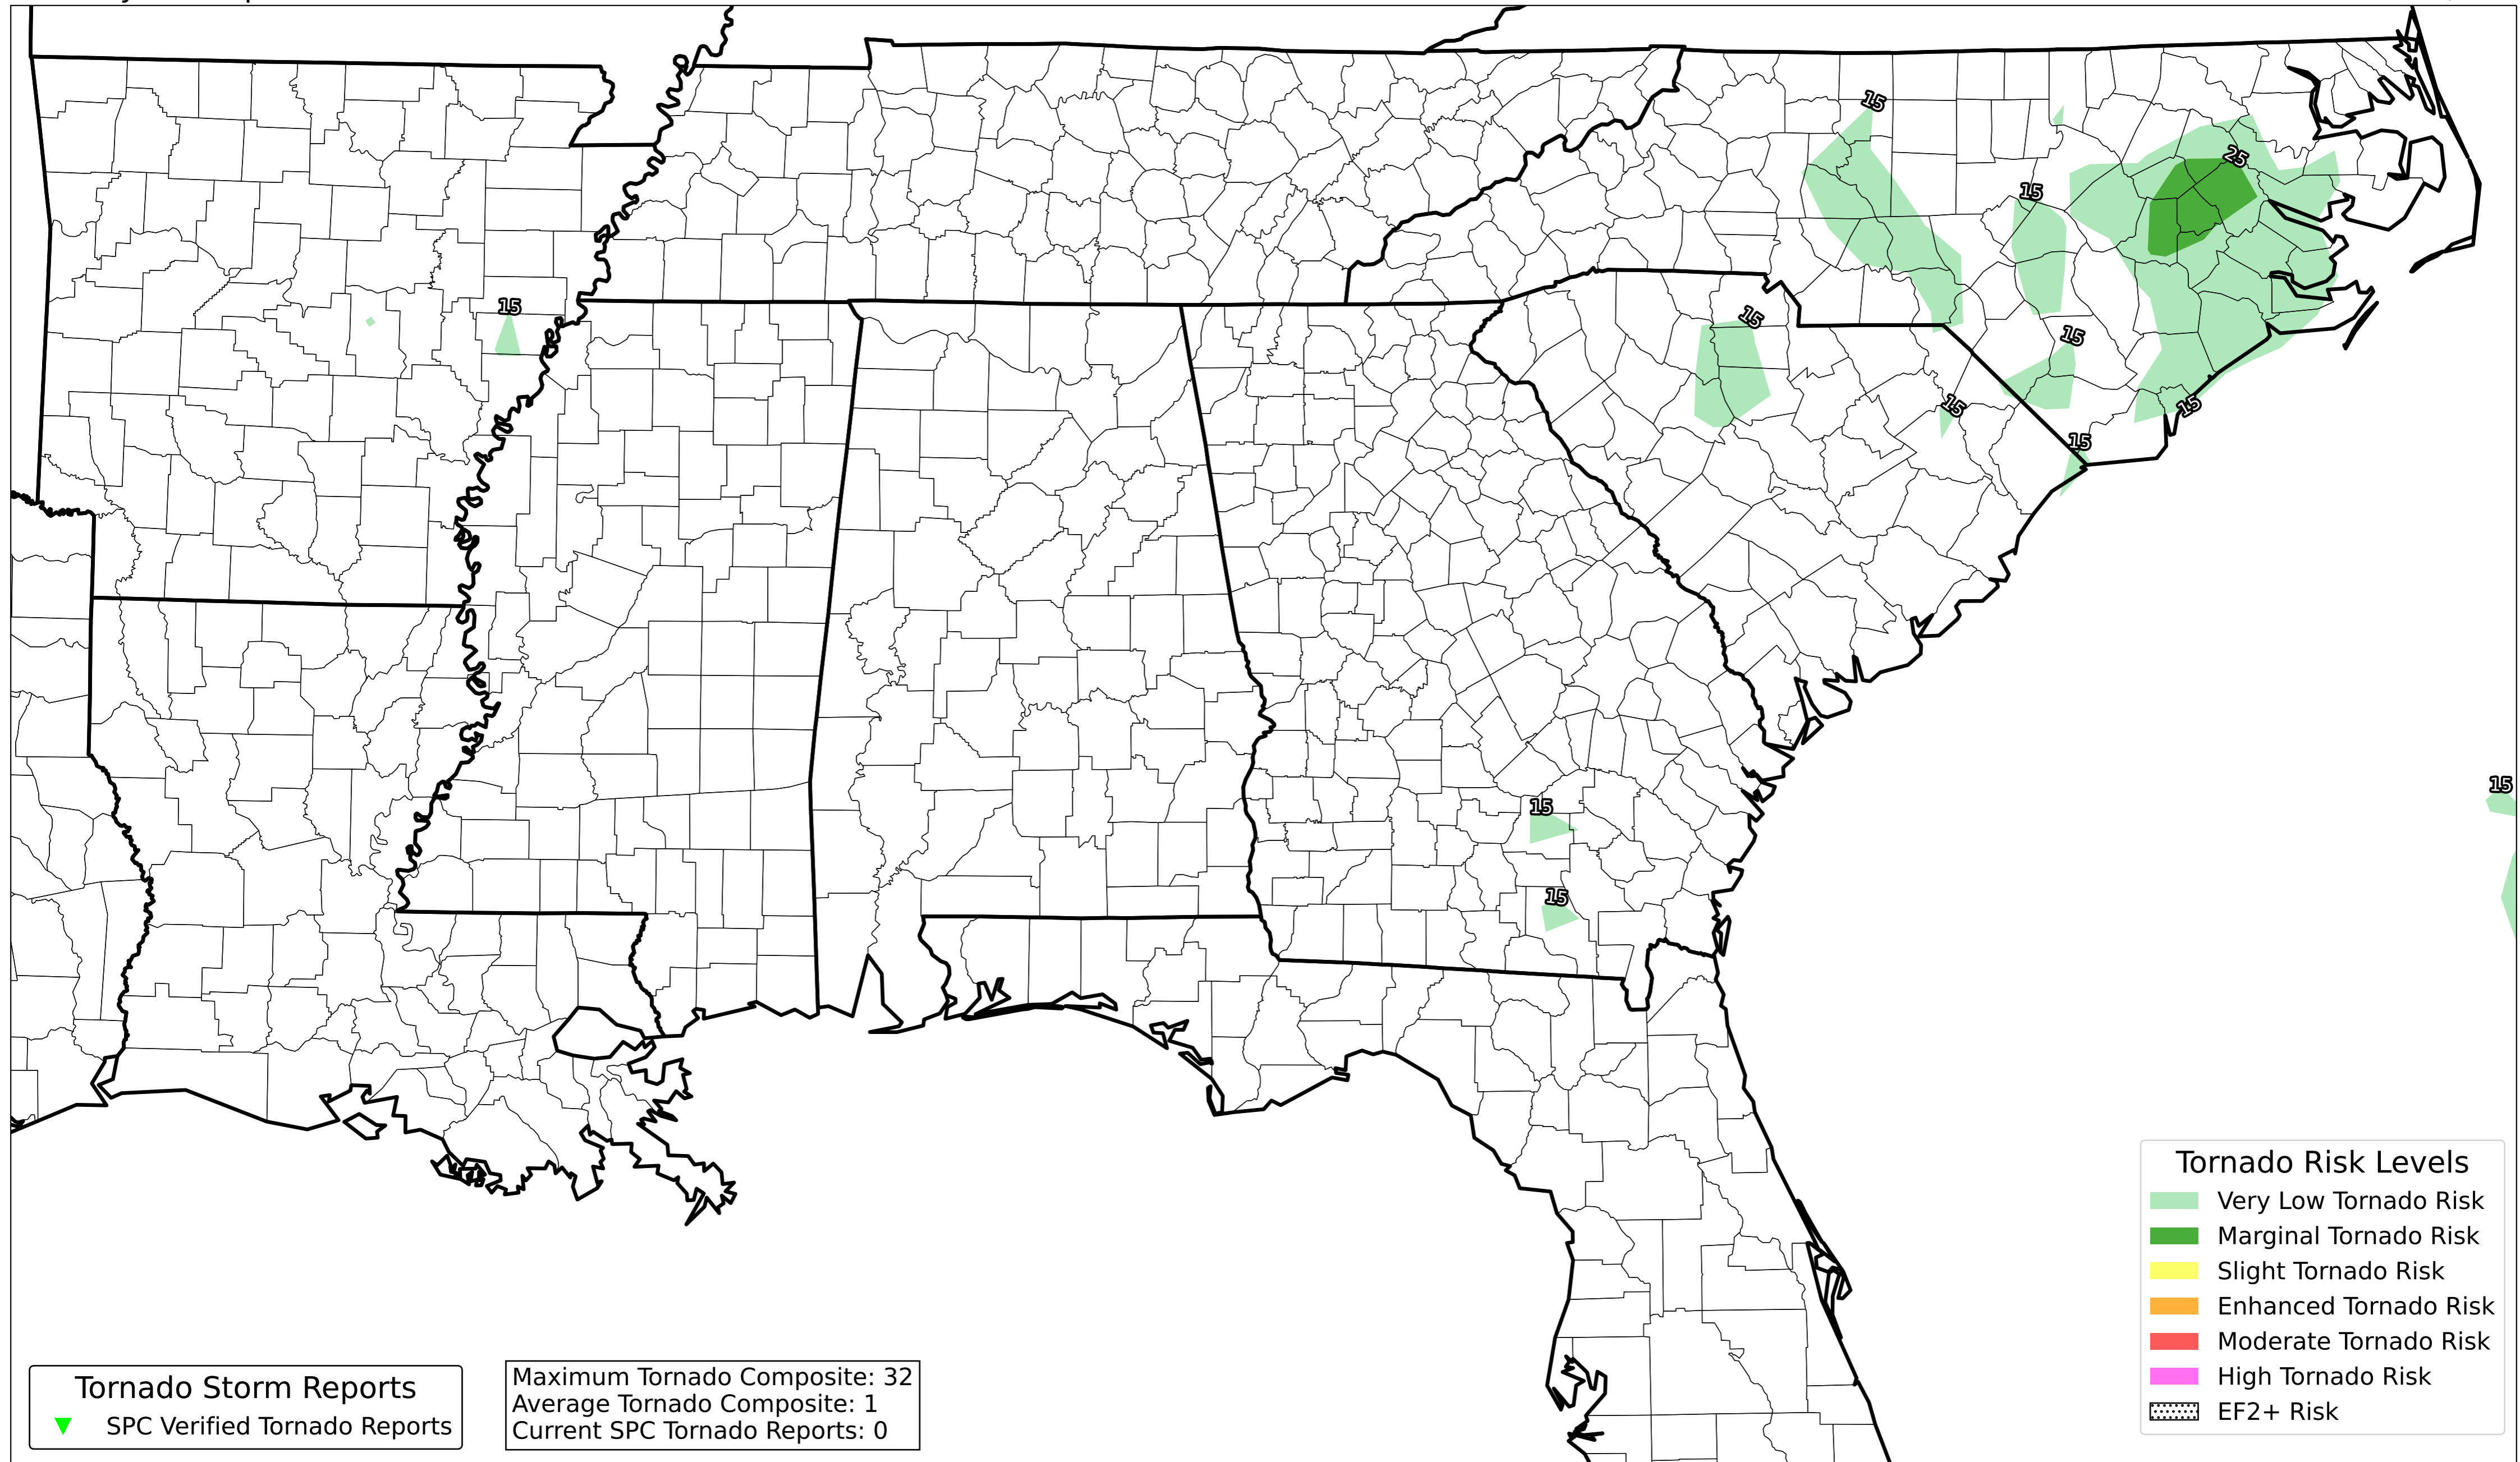 15
25
15
15
15
15
15
15
15
15
15
15
Tornado Risk Levels
Very Low Tornado Risk
Marginal Tornado Risk
Slight Tornado Risk
Enhanced Tornado Risk
Moderate Tornado Risk
High Tornado Risk
EF2+ Risk
Tornado Storm Reports
SPC Verified Tornado Reports
Maximum Tornado Composite: 32
Average Tornado Composite: 1
Current SPC Tornado Reports: 0